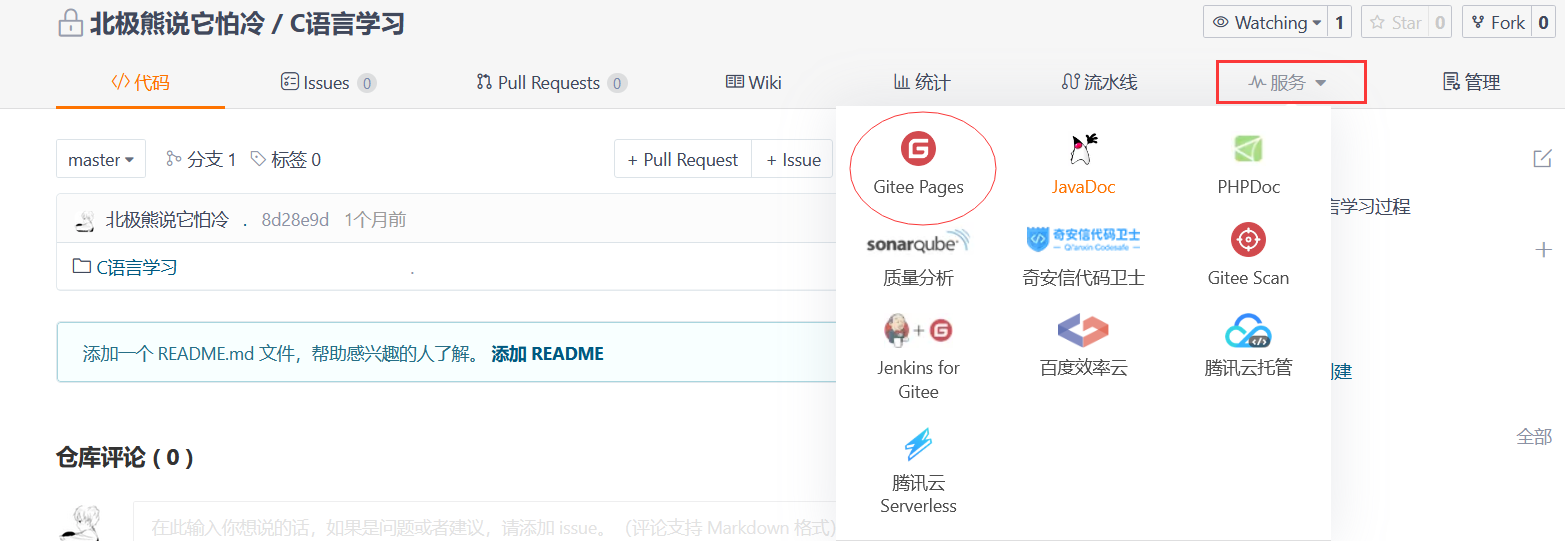 北极熊说它怕冷 / C语言学习
Watching 1 Star 0 Fork 0
代码 Issues 0 Pull Requests 0 Wiki 统计 流水线 服务 管理
master 分支 1 标签 0 + Pull Request + Issue
北极熊说它怕冷 . 8d28e9d 1个月前
C语言学习 .
添加一个 README.md 文件，帮助感兴趣的人了解。 添加 README
仓库评论 ( 0 )
在此输入你想说的话，如果是问题或者建议，请添加 issue。 (评论支持 Markdown 格式)
G
Gitee Pages
JavaDoc
PHPDoc
sonarqube
奇安信代码卫士
Qi'anxin Codesafe
质量分析
奇安信代码卫士
Gitee Scan
+ G
Jenkins for
Gitee
百度效率云
腾讯云托管
腾讯云
Serverless
言学习过程
+
建
全部